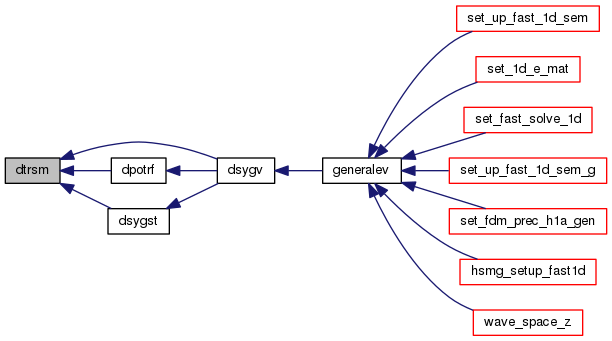 set_up_fast_1d_sem
set_1d_e_mat
set_fast_solve_1d
dtrsm
dpotrf
dsygv
generalev
set_up_fast_1d_sem_g
dsygst
set_fdm_prec_h1a_gen
hsmg_setup_fast1d
wave_space_z